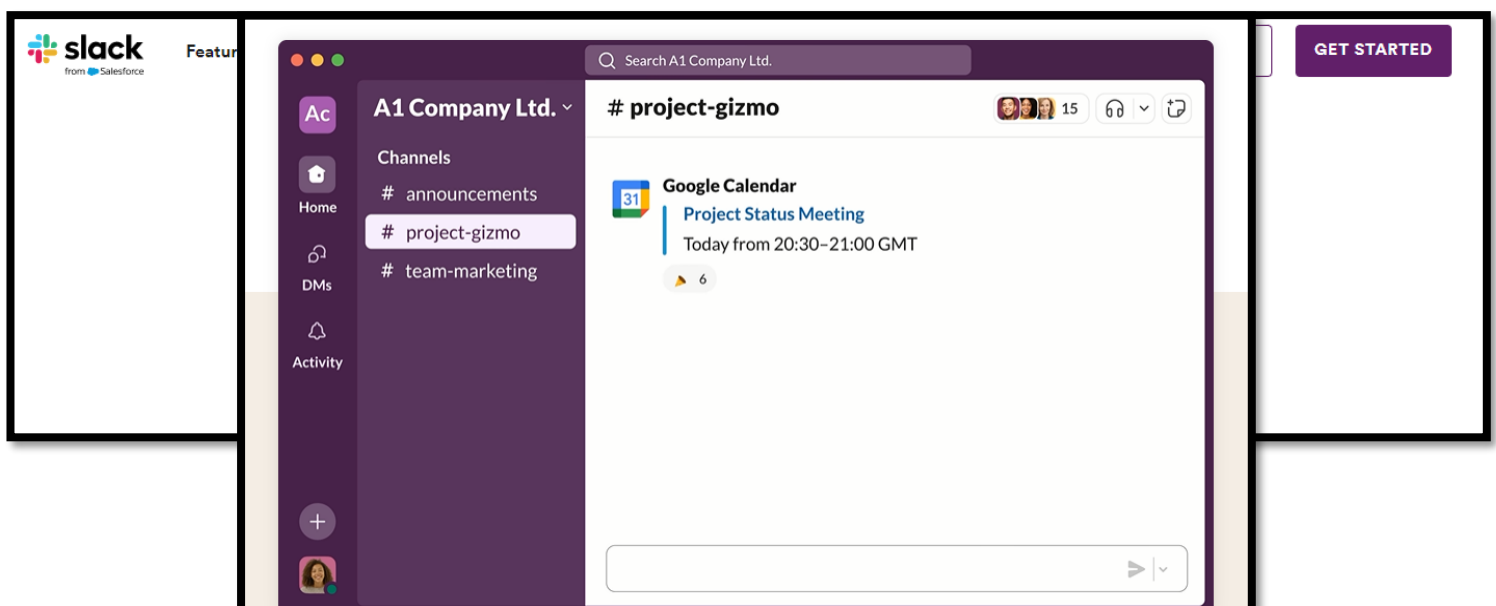 slack
from Salesforce
Featur
GET STARTED
Search A1 Company Ltd.
Ac
A1 Company Ltd.
# project-gizmo
15
Channels
# announcements
# project-gizmo
# team-marketing
Home
DMs
Activity
31
Google Calendar
Project Status Meeting
Today from 20:30–21:00 GMT
6